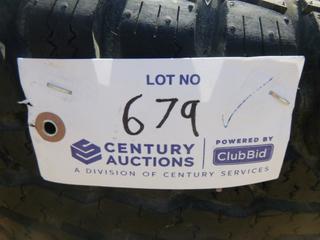 LOT NO
679
CENTURY AUCTIONS
POWERED BY
ClubBid
A DIVISION OF CENTURY SERVICES